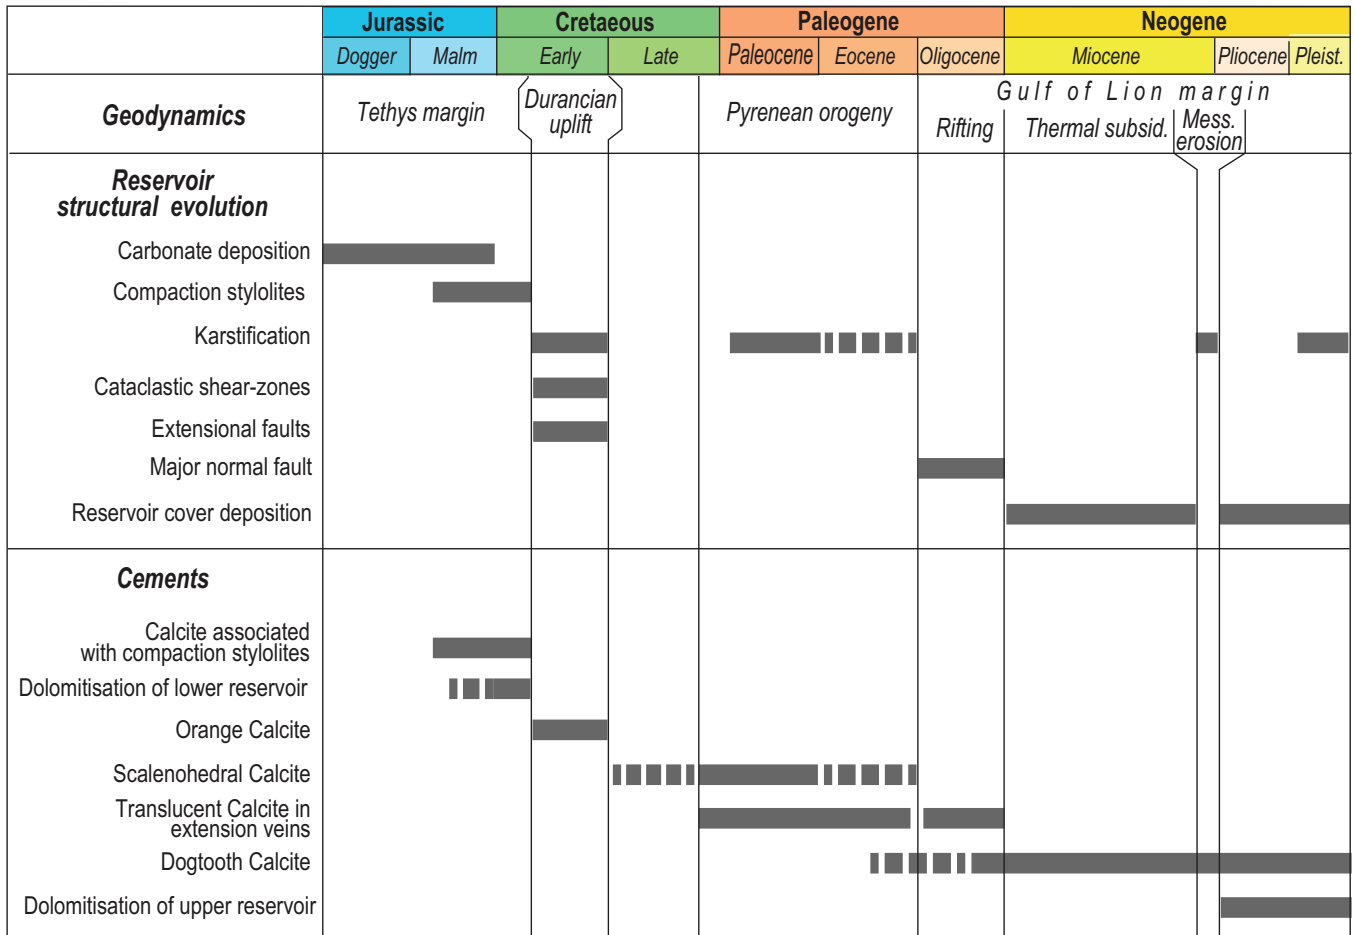 Jurassic Cretaceous Paleogene Neogene
Dogger Malm Early Late Paleocene Eocene Oligocene Miocene Pliocene Pleist.
Geodynamics
Tethys margin
Durancian
uplift
Pyrenean orogeny
Gulf of Lion margin
Rifting
Thermal subsid.
Mess.
erosion
Reservoir
structural evolution
Carbonate deposition
Compaction stylolites
Karstification
Cataclastic shear-zones
Extensional faults
Major normal fault
Reservoir cover deposition
Cements
Calcite associated
with compaction stylolites
Dolomitisation of lower reservoir
Orange Calcite
Scalenohedral Calcite
Translucent Calcite in
extension veins
Dogtooth Calcite
Dolomitisation of upper reservoir